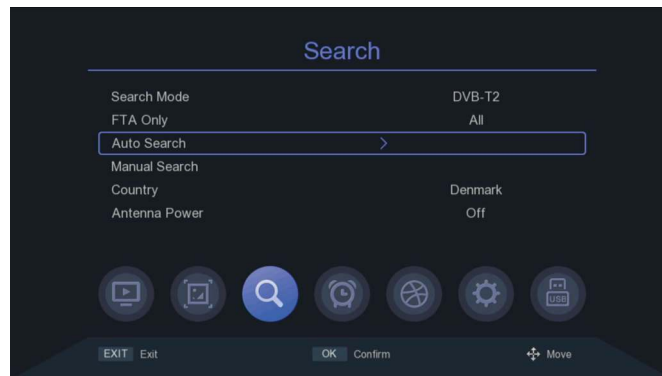 Search
Search Mode DVB-T2
FTA Only All
Auto Search >
Manual Search
Country Denmark
Antenna Power Off
USB
EXIT Exit OK Confirm Move